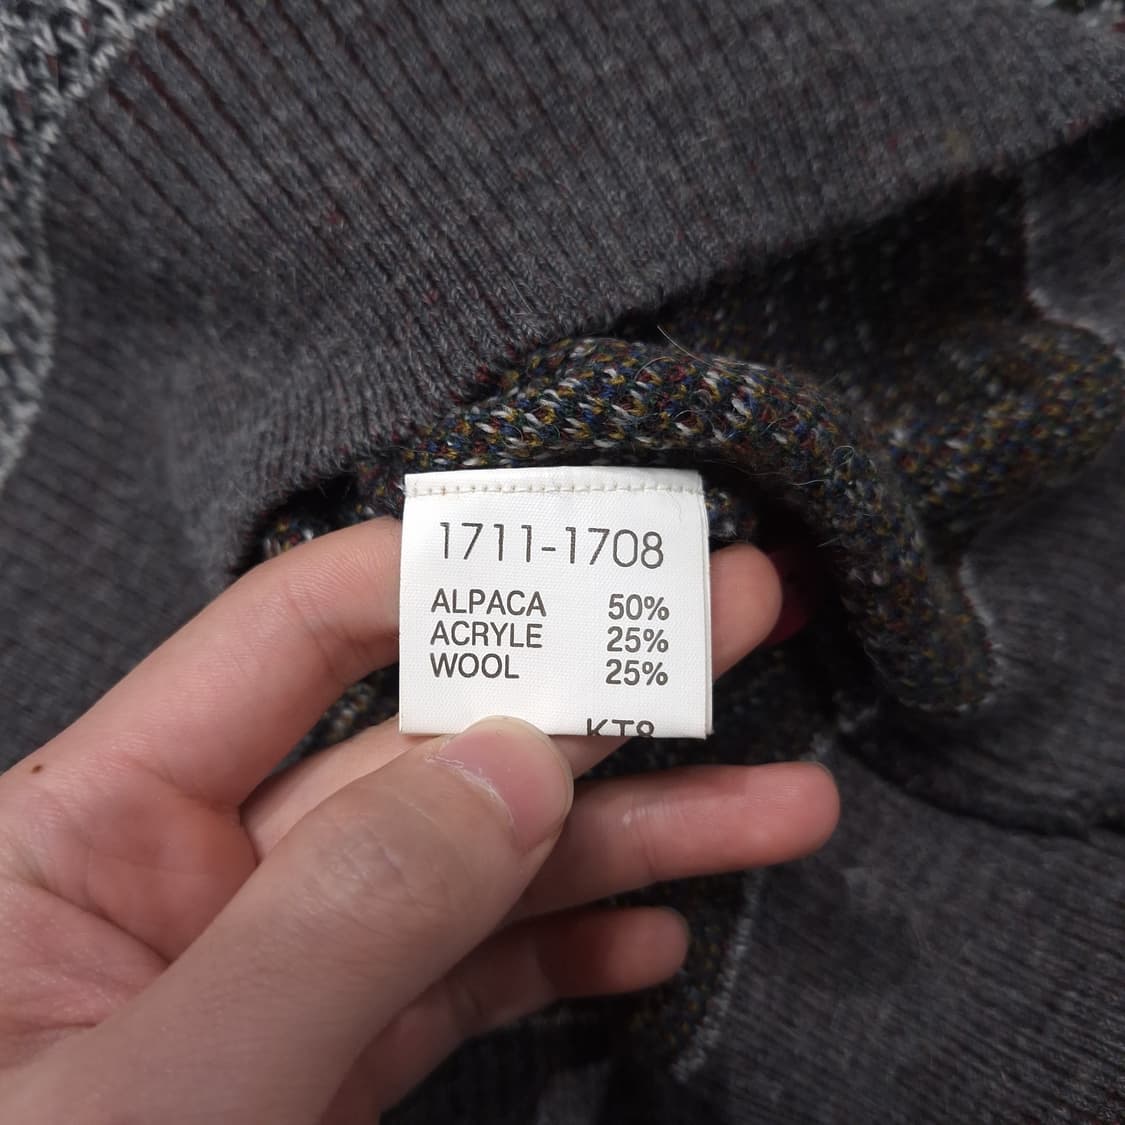 1711-1708
ALPACA 50%
ACRYLE 25%
WOOL 25%
KT8